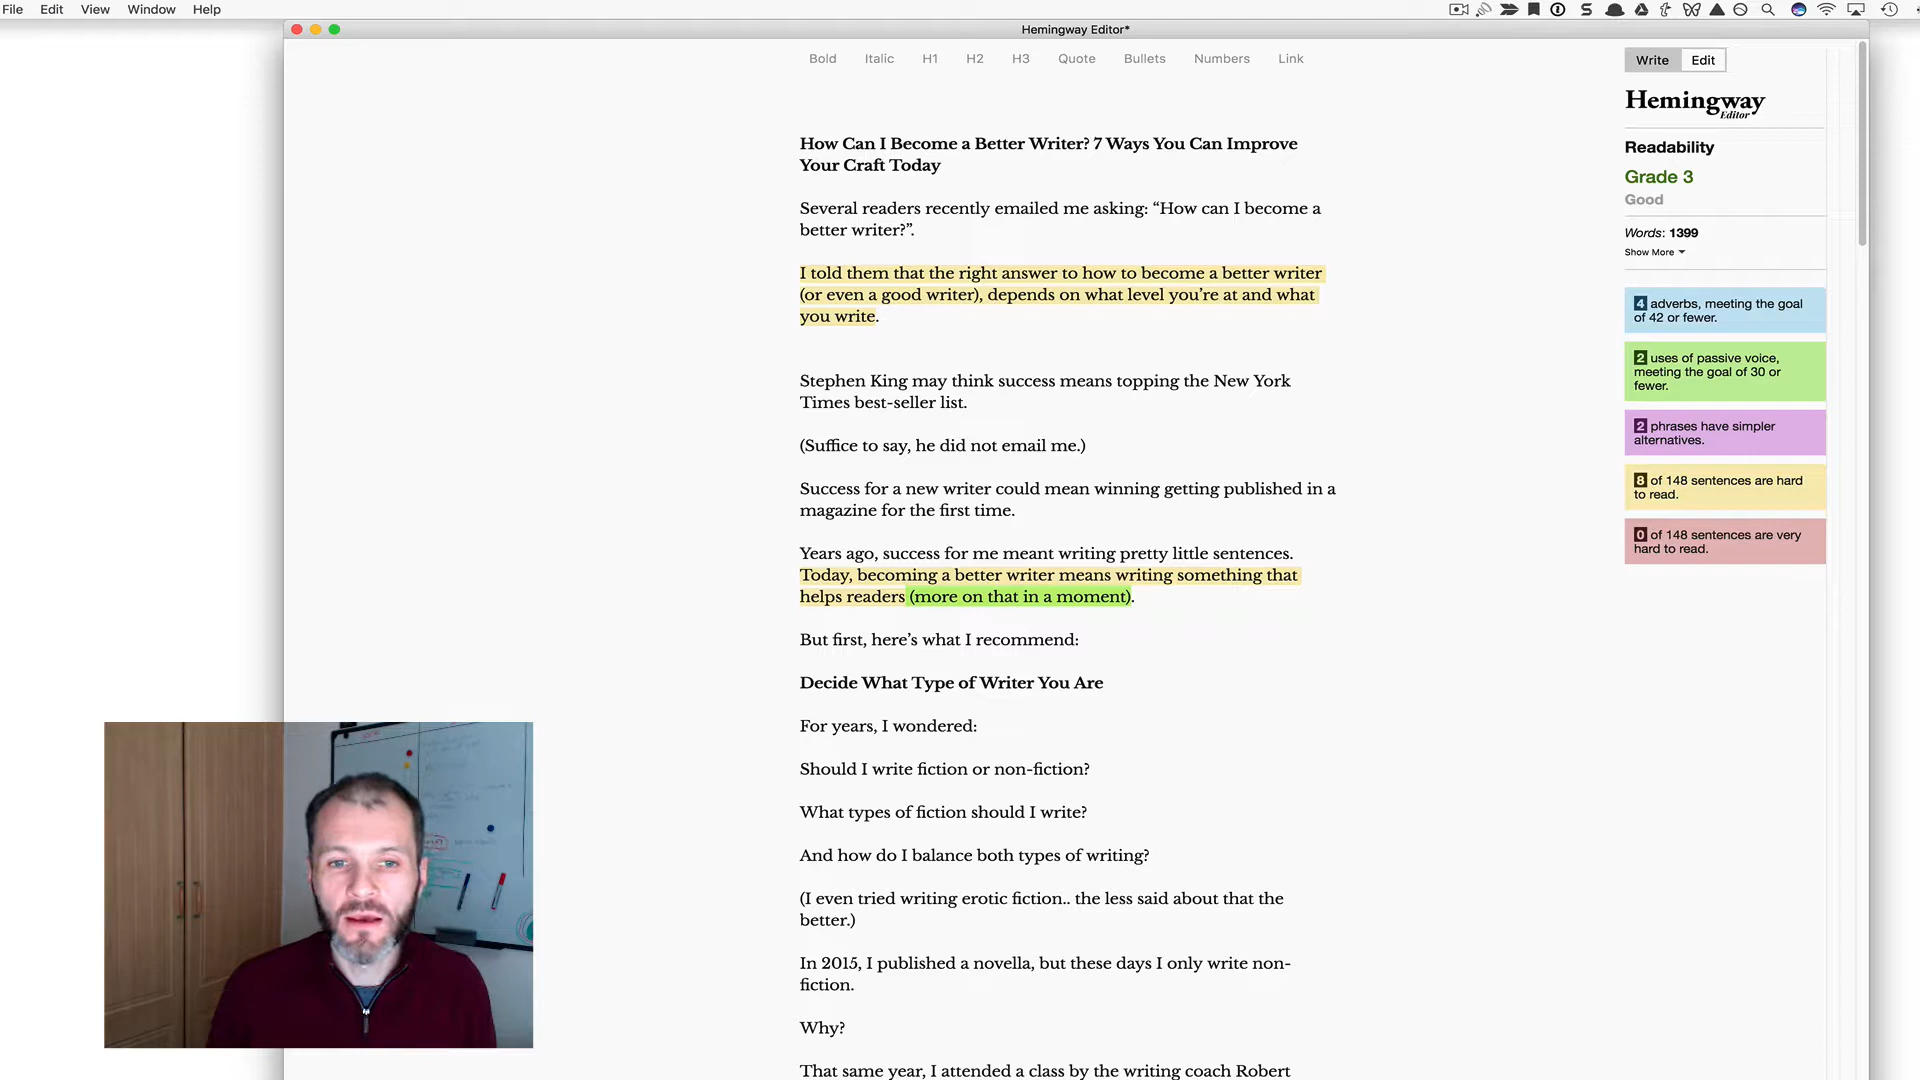 File Edit View Window Help
Hemingway Editor*
Bold Italic H1 H2 H3 Quote Bullets Numbers Link
Write Edit
Hemingway
Editor
Readability
Grade 3
Good
Words: 1399
Show More
4 adverbs, meeting the goal
of 42 or fewer.
2 uses of passive voice,
meeting the goal of 30 or
fewer.
2 phrases have simpler
alternatives.
8 of 148 sentences are hard
to read.
0 of 148 sentences are very
hard to read.
How Can I Become a Better Writer? 7 Ways You Can Improve
Your Craft Today
Several readers recently emailed me asking: “How can I become a
better writer?”.
I told them that the right answer to how to become a better writer
(or even a good writer), depends on what level you’re at and what
you write.
Stephen King may think success means topping the New York
Times best-seller list.
(Suffice to say, he did not email me.)
Success for a new writer could mean winning getting published in a
magazine for the first time.
Years ago, success for me meant writing pretty little sentences.
Today, becoming a better writer means writing something that
helps readers (more on that in a moment).
But first, here’s what I recommend:
Decide What Type of Writer You Are
For years, I wondered:
Should I write fiction or non-fiction?
What types of fiction should I write?
And how do I balance both types of writing?
(I even tried writing erotic fiction.. the less said about that the
better.)
In 2015, I published a novella, but these days I only write non-
fiction.
Why?
That same year, I attended a class by the writing coach Robert